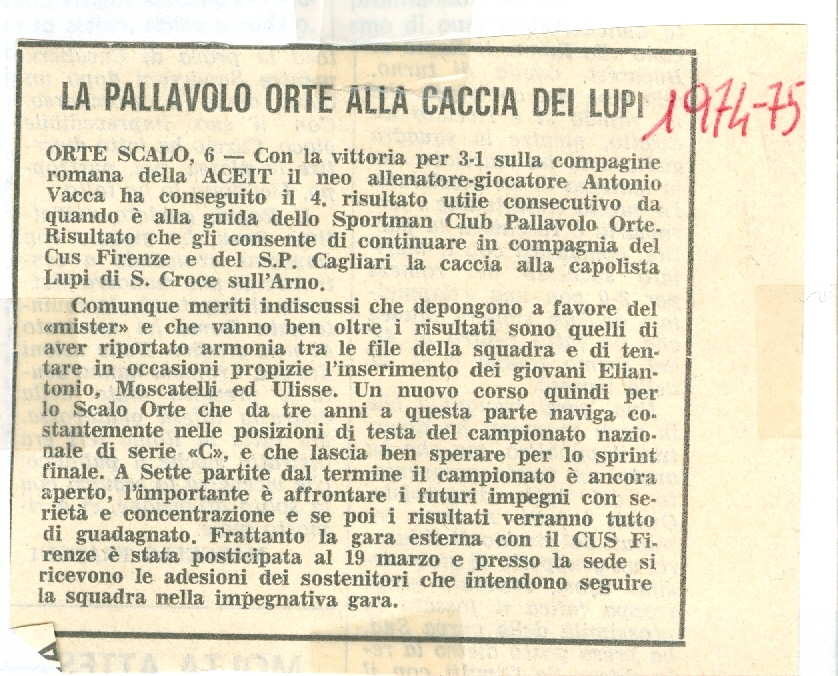 LA PALLAVOLO ORTE ALLA CACCIA DEI LUPI
1974-75
ORTE SCALO, 6 — Con la vittoria per 3-1 sulla compagine
romana della ACEIT il neo allenatore-giocatore Antonio
Vacca ha conseguito il 4. risultato utile consecutivo da
quando è alla guida dello Sportman Club Pallavolo Orte.
Risultato che gli consente di continuare in compagnia del
Cus Firenze e del S.P. Cagliari la caccia alla capolista
Lupi di S. Croce sull'Arno.
Comunque meriti indiscussi che depongono a favore del
«mister» e che vanno ben oltre i risultati sono quelli di
aver riportato armonia tra le file della squadra e di ten-
tare in occasioni propizie l'inserimento dei giovani Elian-
tonio, Moscatelli ed Ulisse. Un nuovo corso quindi per
lo Scalo Orte che da tre anni a questa parte naviga co-
stantemente nelle posizioni di testa del campionato nazio-
nale di serie «C», e che lascia ben sperare per lo sprint
finale. A Sette partite dal termine il campionato è ancora
aperto, l'importante è affrontare i futuri impegni con se-
rietà e concentrazione e se poi i risultati verranno tutto
di guadagnato. Frattanto la gara esterna con il CUS Fi-
renze è stata posticipata al 19 marzo e presso la sede si
ricevono le adesioni dei sostenitori che intendono seguire
la squadra nella impegnativa gara.